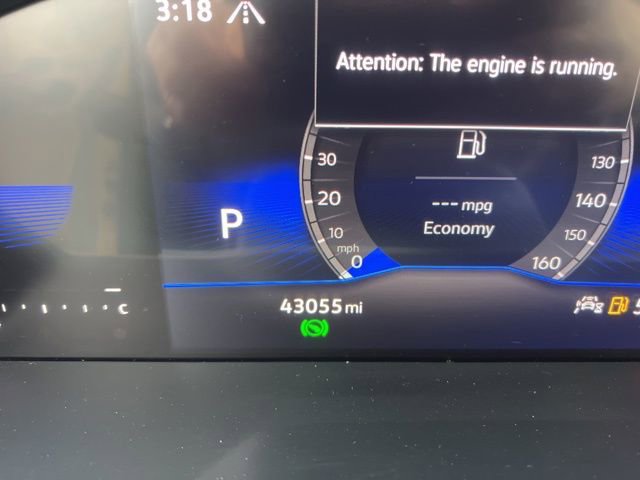 3:18
Attention: The engine is running.
30
130
20
--- mpg
140
P
10
Economy
150
mph
0
160
C
43055 mi
5